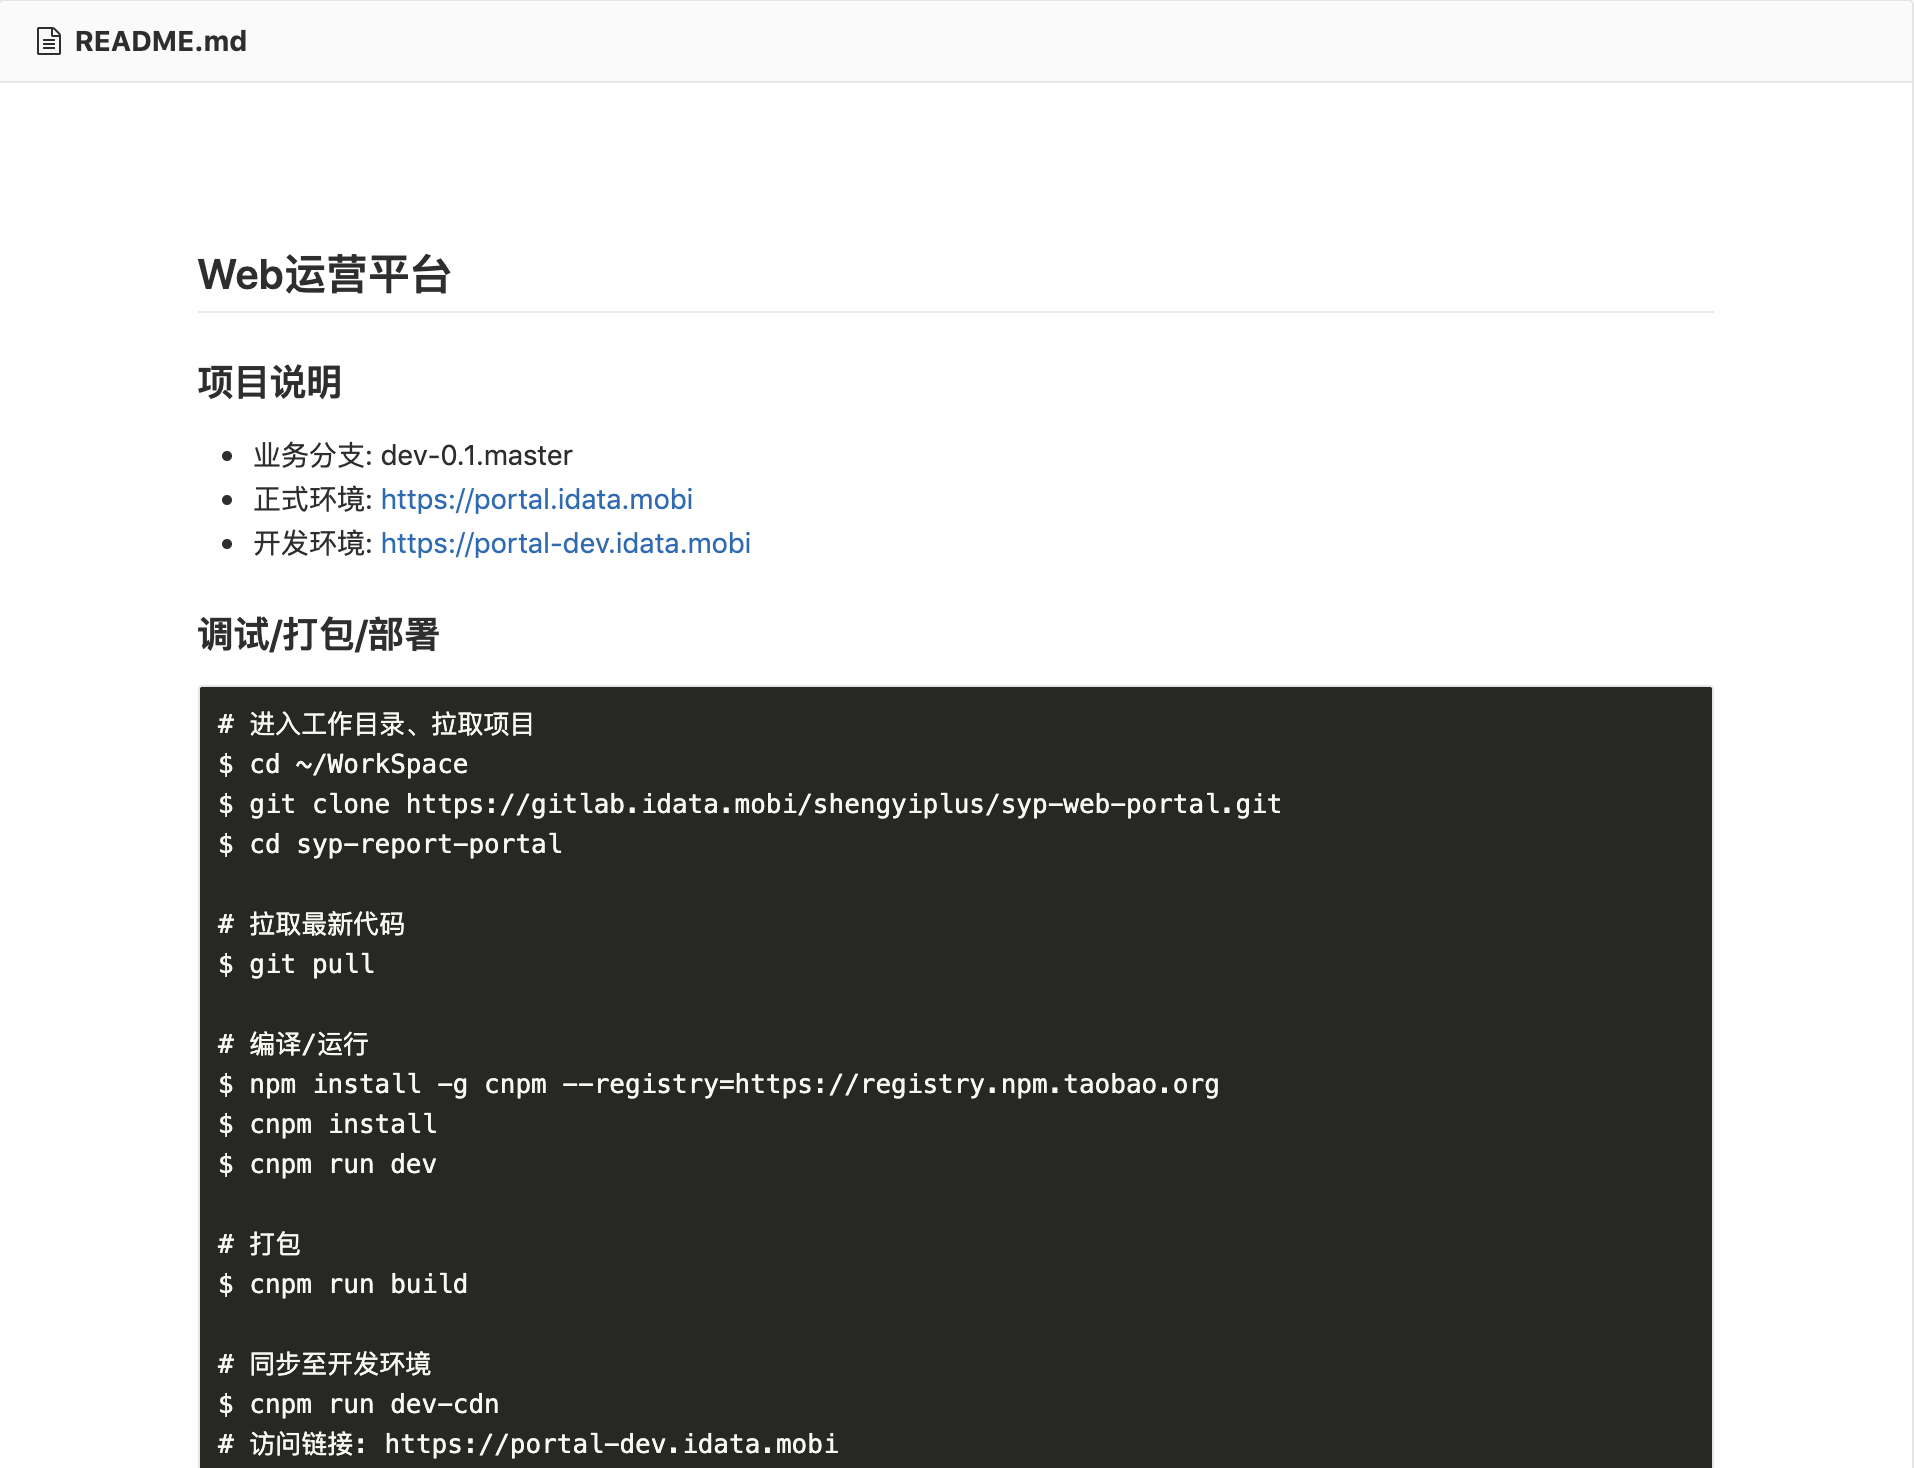 README.md
Web运营平台
项目说明
• 业务分支: dev-0.1.master
• 正式环境: https://portal.idata.mobi
• 开发环境: https://portal-dev.idata.mobi
调试/打包/部署
# 进入工作目录、拉取项目
$ cd ~/WorkSpace
$ git clone https://gitlab.idata.mobi/shengyiplus/syp-web-portal.git
$ cd syp-report-portal
# 拉取最新代码
$ git pull
# 编译/运行
$ npm install -g cnpm --registry=https://registry.npm.taobao.org
$ cnpm install
$ cnpm run dev
# 打包
$ cnpm run build
# 同步至开发环境
$ cnpm run dev-cdn
# 访问链接: https://portal-dev.idata.mobi